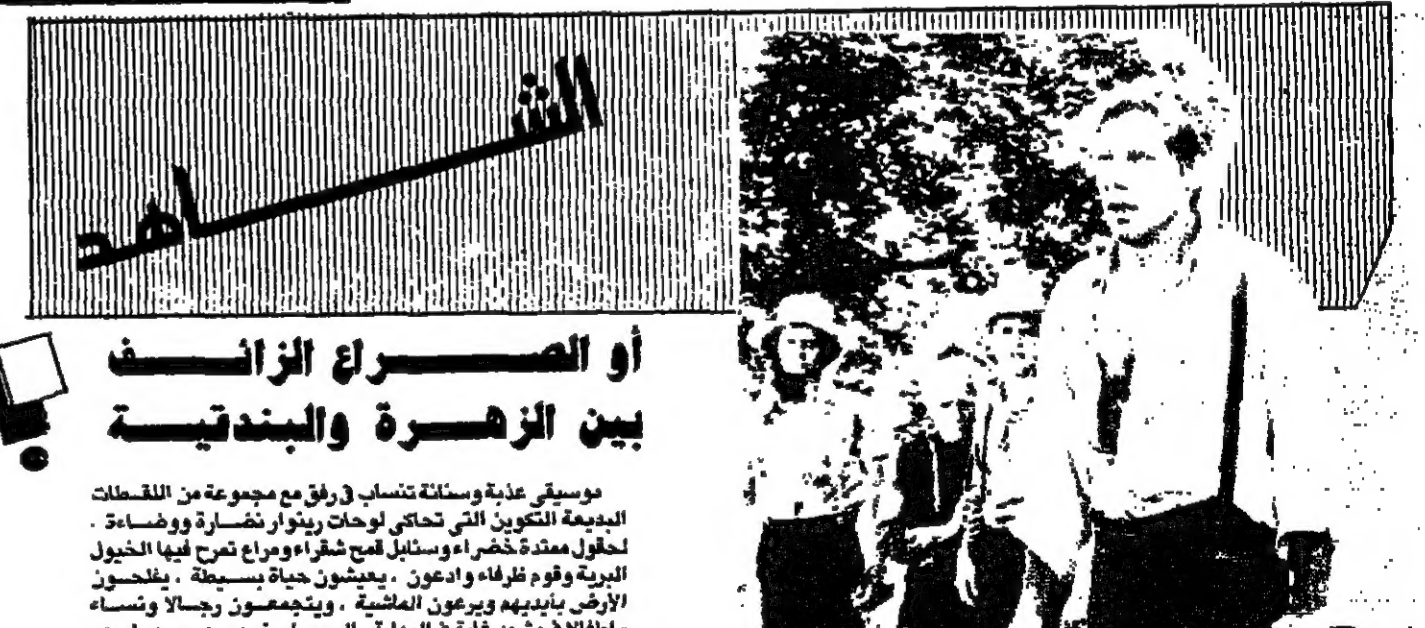 الشاهد
أو الصراع الزائف
بين الزهرة والبندقية
موسيقى عذبة وسنانة تنساب في رفق مع مجموعة من اللقطات
البديعة التكوين التي تحاكى لوحات رينوار نضارة ووضاءة .
لحقول ممتدة خضراء وسنابل قمح شقراء ومراع تمرح فيها الخيول
البرية وقوم ظرفاء وادعون ، يعيشون حياة بسيطة ، يفلحون
الأرض بأيديهم ويرعون الماشية ، ويتجمعون رجالا ونساء